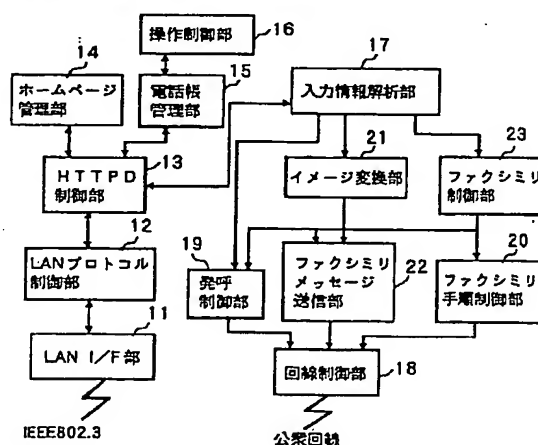 操作制御部
16
14
ホームページ
管理部
電話帳
管理部
15
17
入力情報解析部
13
HTTPD
制御部
21
イメージ変換部
23
ファクシミリ
制御部
12
LANプロトコル
制御部
19
発呼
制御部
ファクシミリ
メッセージ
送信部
22
20
ファクシミリ
手順制御部
11
LAN I/F部
回線制御部
18
IEEE802.3
公衆回線